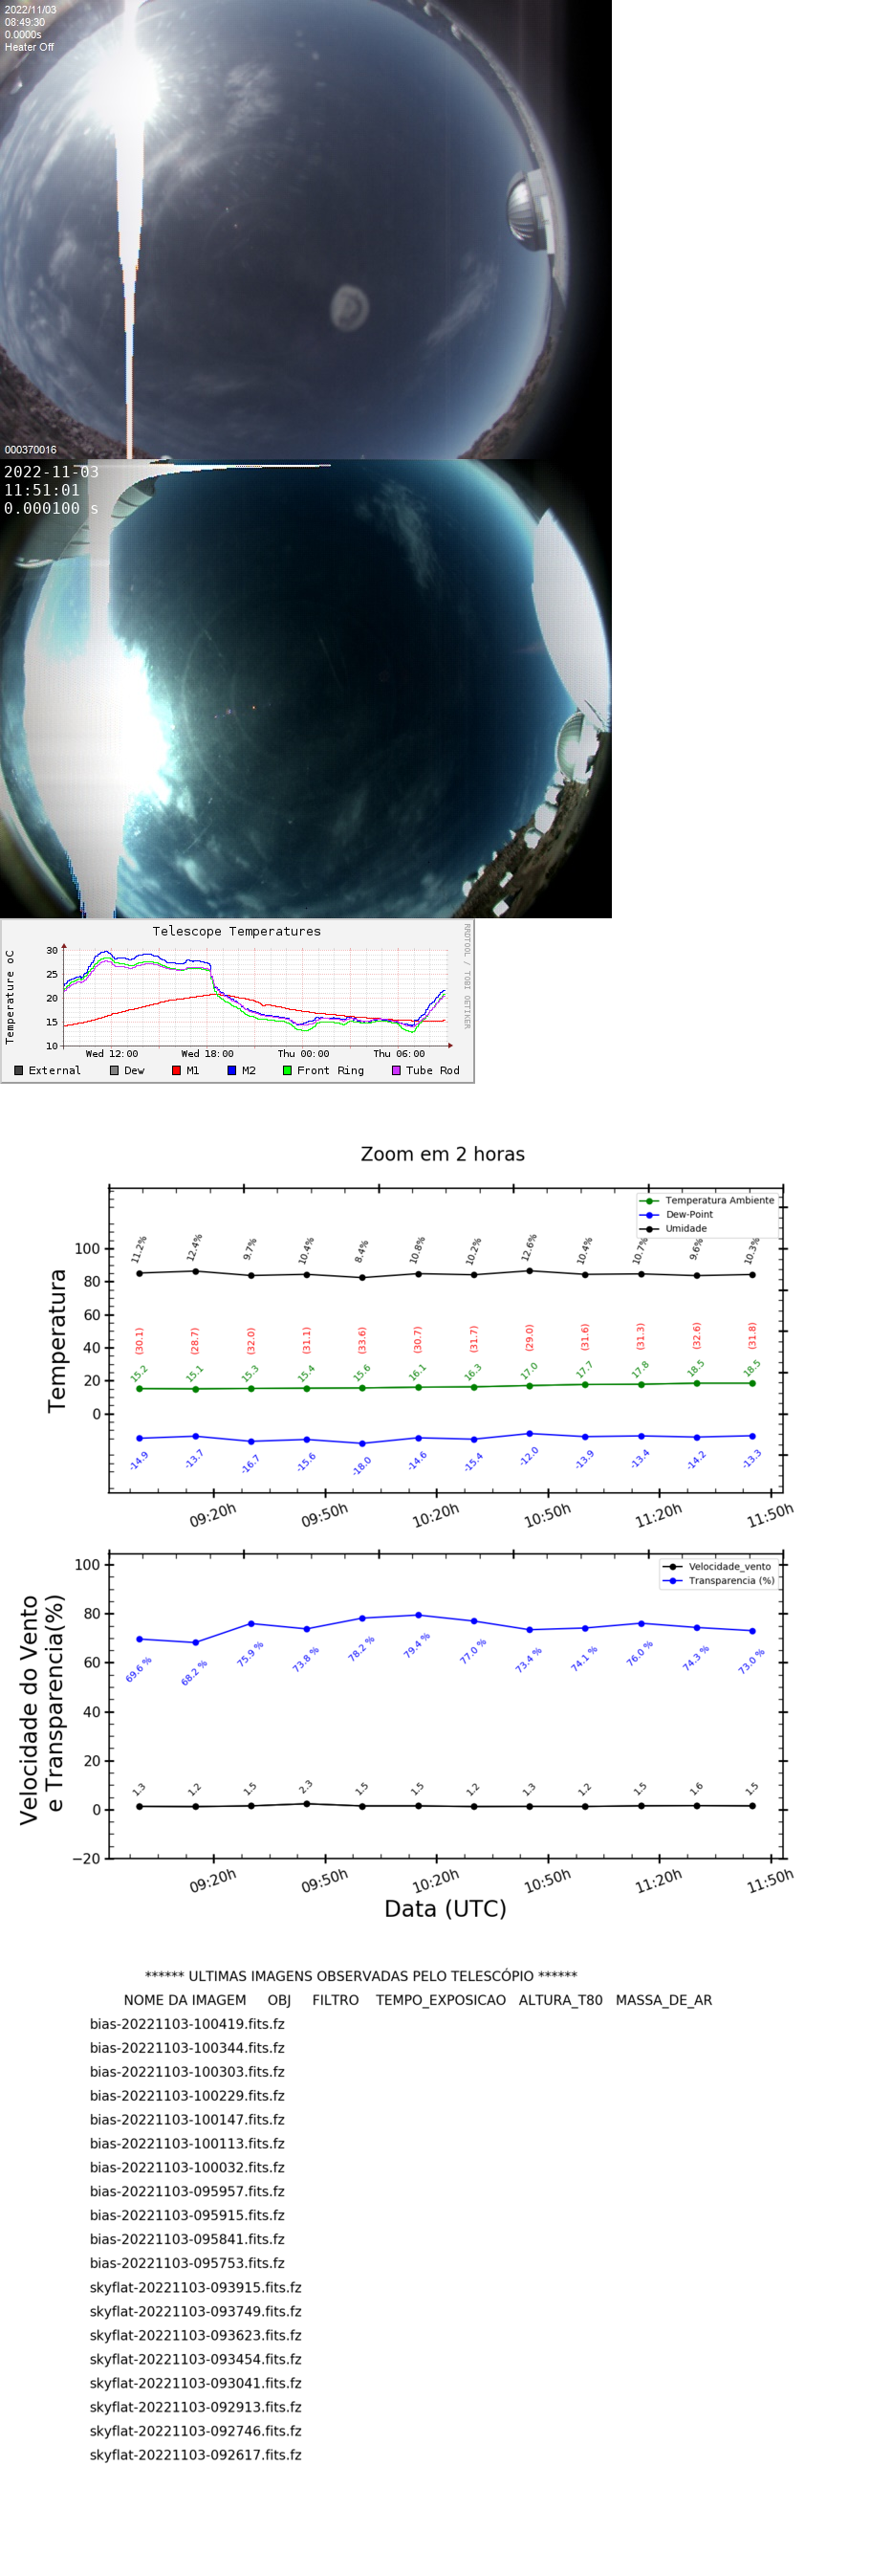 2022/11/03
08:49:30
0.0000s
Heater Off
000370016
2022-11-03
11:51:01
0.000100 s
Telescope Temperatures
RRDTOOL / TOBI OETIKER
Temperature oC
30
25
20
15
10
Wed 12:00 Wed 18:00 Thu 00:00 Thu 06:00
External Dew M1 M2 Front Ring Tube Rod
Zoom em 2 horas
Temperatura Ambiente
Dew-Point
Umidade
Temperatura
100
80
60
40
20
0
11.2% 12.4% 9.7% 10.4% 8.4% 10.8% 10.2% 12.6% 10.4% 10.7% 9.6% 10.3%
(30.1) (28.7) (32.0) (31.1) (33.6) (30.7) (31.7) (29.0) (31.6) (31.3) (32.6) (31.8)
15.2 15.1 15.3 15.4 15.6 16.1 16.3 17.0 17.7 17.8 18.5 18.5
-14.9 -13.7 -16.7 -15.6 -18.0 -14.6 -15.4 -12.0 -13.9 -13.4 -14.2 -13.3
09:20h 09:50h 10:20h 10:50h 11:20h 11:50h
Velocidade_vento
Transparencia (%)
Velocidade do Vento
e Transparencia(%)
100
80
60
40
20
0
−20
69.6 % 68.2 % 75.9 % 73.8 % 78.2 % 79.4 % 77.0 % 73.4 % 74.1 % 76.0 % 74.3 % 73.0 %
1.3 1.2 1.5 2.3 1.5 1.5 1.2 1.3 1.2 1.5 1.6 1.5
09:20h 09:50h 10:20h 10:50h 11:20h 11:50h
Data (UTC)
****** ULTIMAS IMAGENS OBSERVADAS PELO TELESCÓPIO ******
NOME DA IMAGEM OBJ FILTRO TEMPO_EXPOSICAO ALTURA_T80 MASSA_DE_AR
bias-20221103-100419.fits.fz
bias-20221103-100344.fits.fz
bias-20221103-100303.fits.fz
bias-20221103-100229.fits.fz
bias-20221103-100147.fits.fz
bias-20221103-100113.fits.fz
bias-20221103-100032.fits.fz
bias-20221103-095957.fits.fz
bias-20221103-095915.fits.fz
bias-20221103-095841.fits.fz
bias-20221103-095753.fits.fz
skyflat-20221103-093915.fits.fz
skyflat-20221103-093749.fits.fz
skyflat-20221103-093623.fits.fz
skyflat-20221103-093454.fits.fz
skyflat-20221103-093041.fits.fz
skyflat-20221103-092913.fits.fz
skyflat-20221103-092746.fits.fz
skyflat-20221103-092617.fits.fz